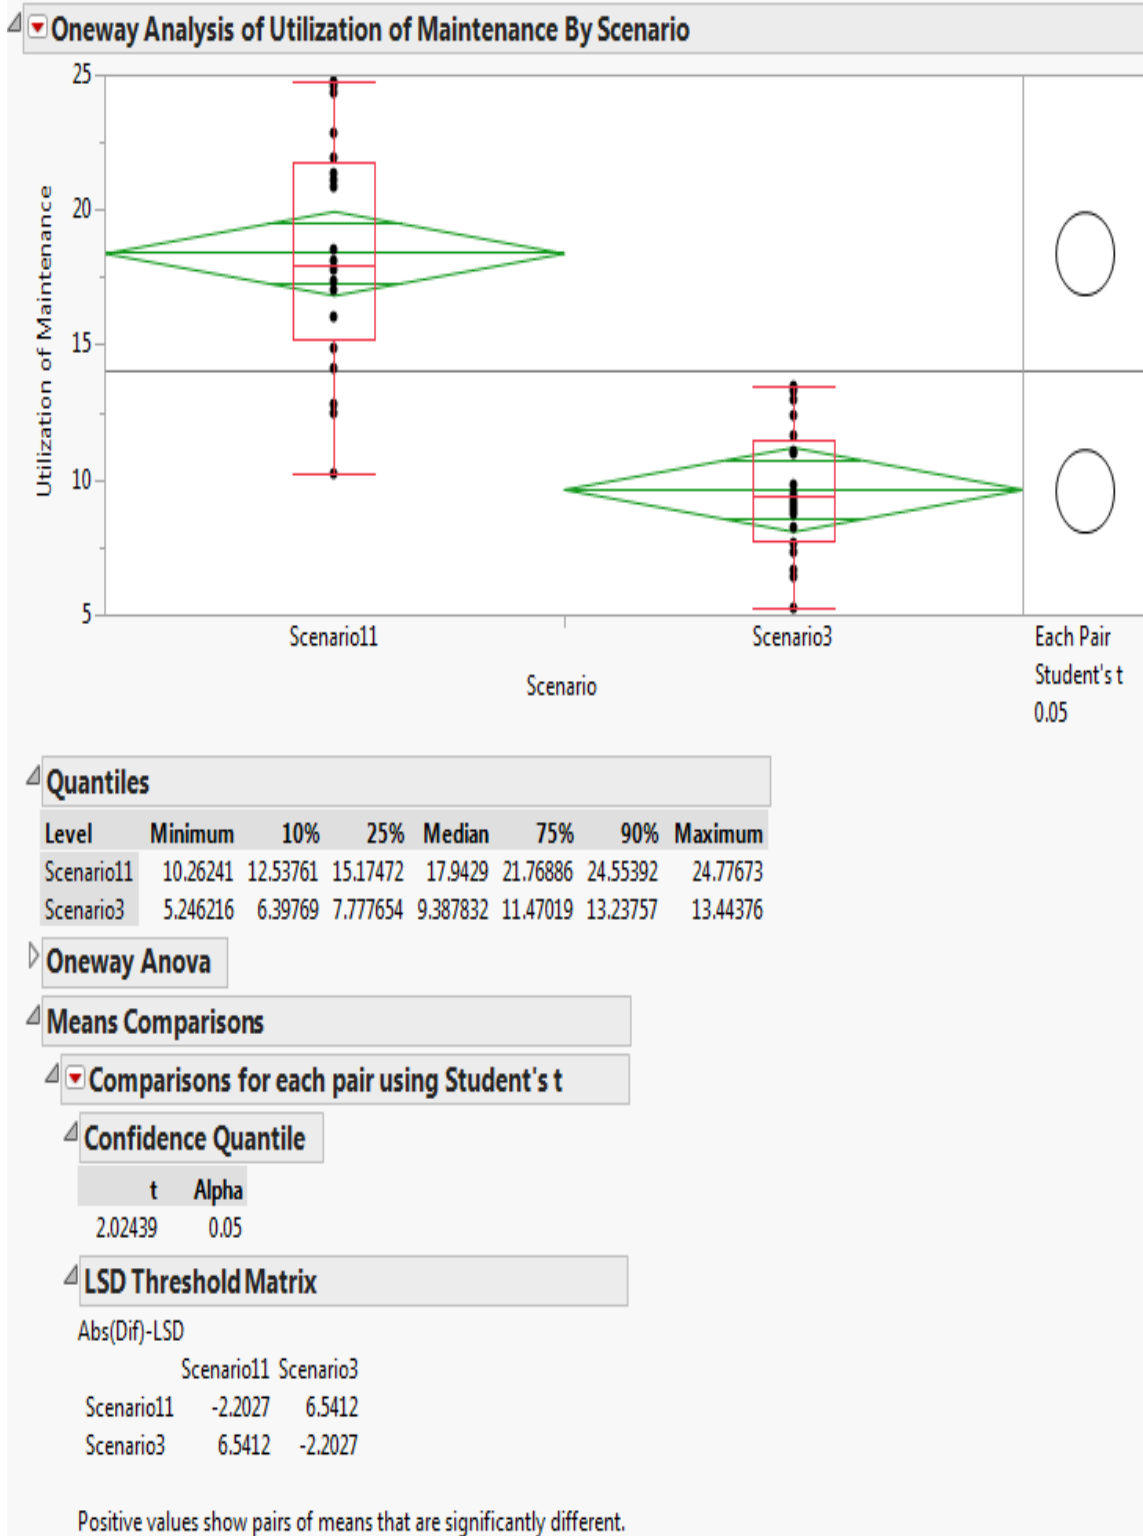 Oneway Analysis of Utilization of Maintenance By Scenario
25
20
15
10
5
Utilization of Maintenance
Scenario11 Scenario3
Scenario
Each Pair
Student's t
0.05
Quantiles
Level Minimum 10% 25% Median 75% 90% Maximum
Scenario11 10.26241 12.53761 15.17472 17.9429 21.76886 24.55392 24.77673
Scenario3 5.246216 6.39769 7.777654 9.387832 11.47019 13.23757 13.44376
Oneway Anova
Means Comparisons
Comparisons for each pair using Student's t
Confidence Quantile
t Alpha
2.02439 0.05
LSD Threshold Matrix
Abs(Dif)-LSD
Scenario11 Scenario3
Scenario11 -2.2027 6.5412
Scenario3 6.5412 -2.2027
Positive values show pairs of means that are significantly different.